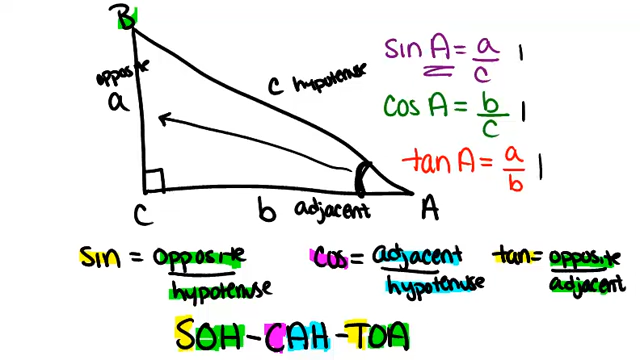 B
opposite
a
c hypotenuse
C
b
adjacent
A
sin A = a/c |
cos A = b/c |
tan A = a/b |
sin = opposite/hypotenuse cos = adjacent/hypotenuse tan = opposite/adjacent
SOH-CAH-TOA